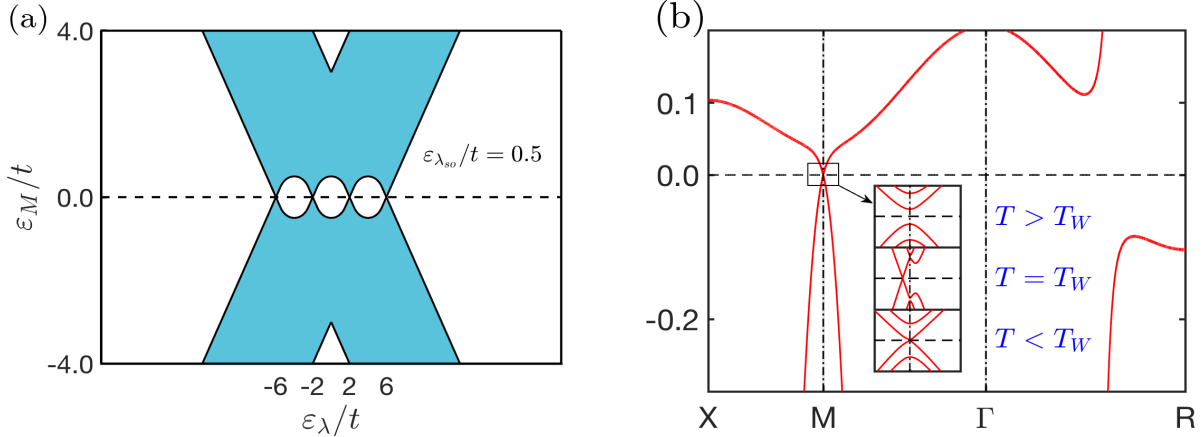 (a)
4.0
0.0
-4.0
ε_M/t
ε_{λ_{so}}/t = 0.5
-6 -2 2 6
ε_λ/t
(b)
0.1
0.0
-0.2
T > T_W
T = T_W
T < T_W
X M Γ R